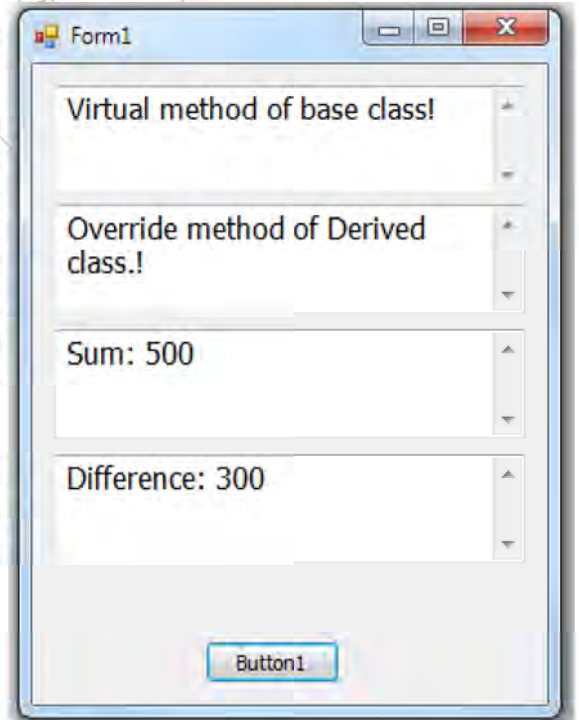 Form1
Virtual method of base class!
Override method of Derived
class.!
Sum: 500
Difference: 300
Button1